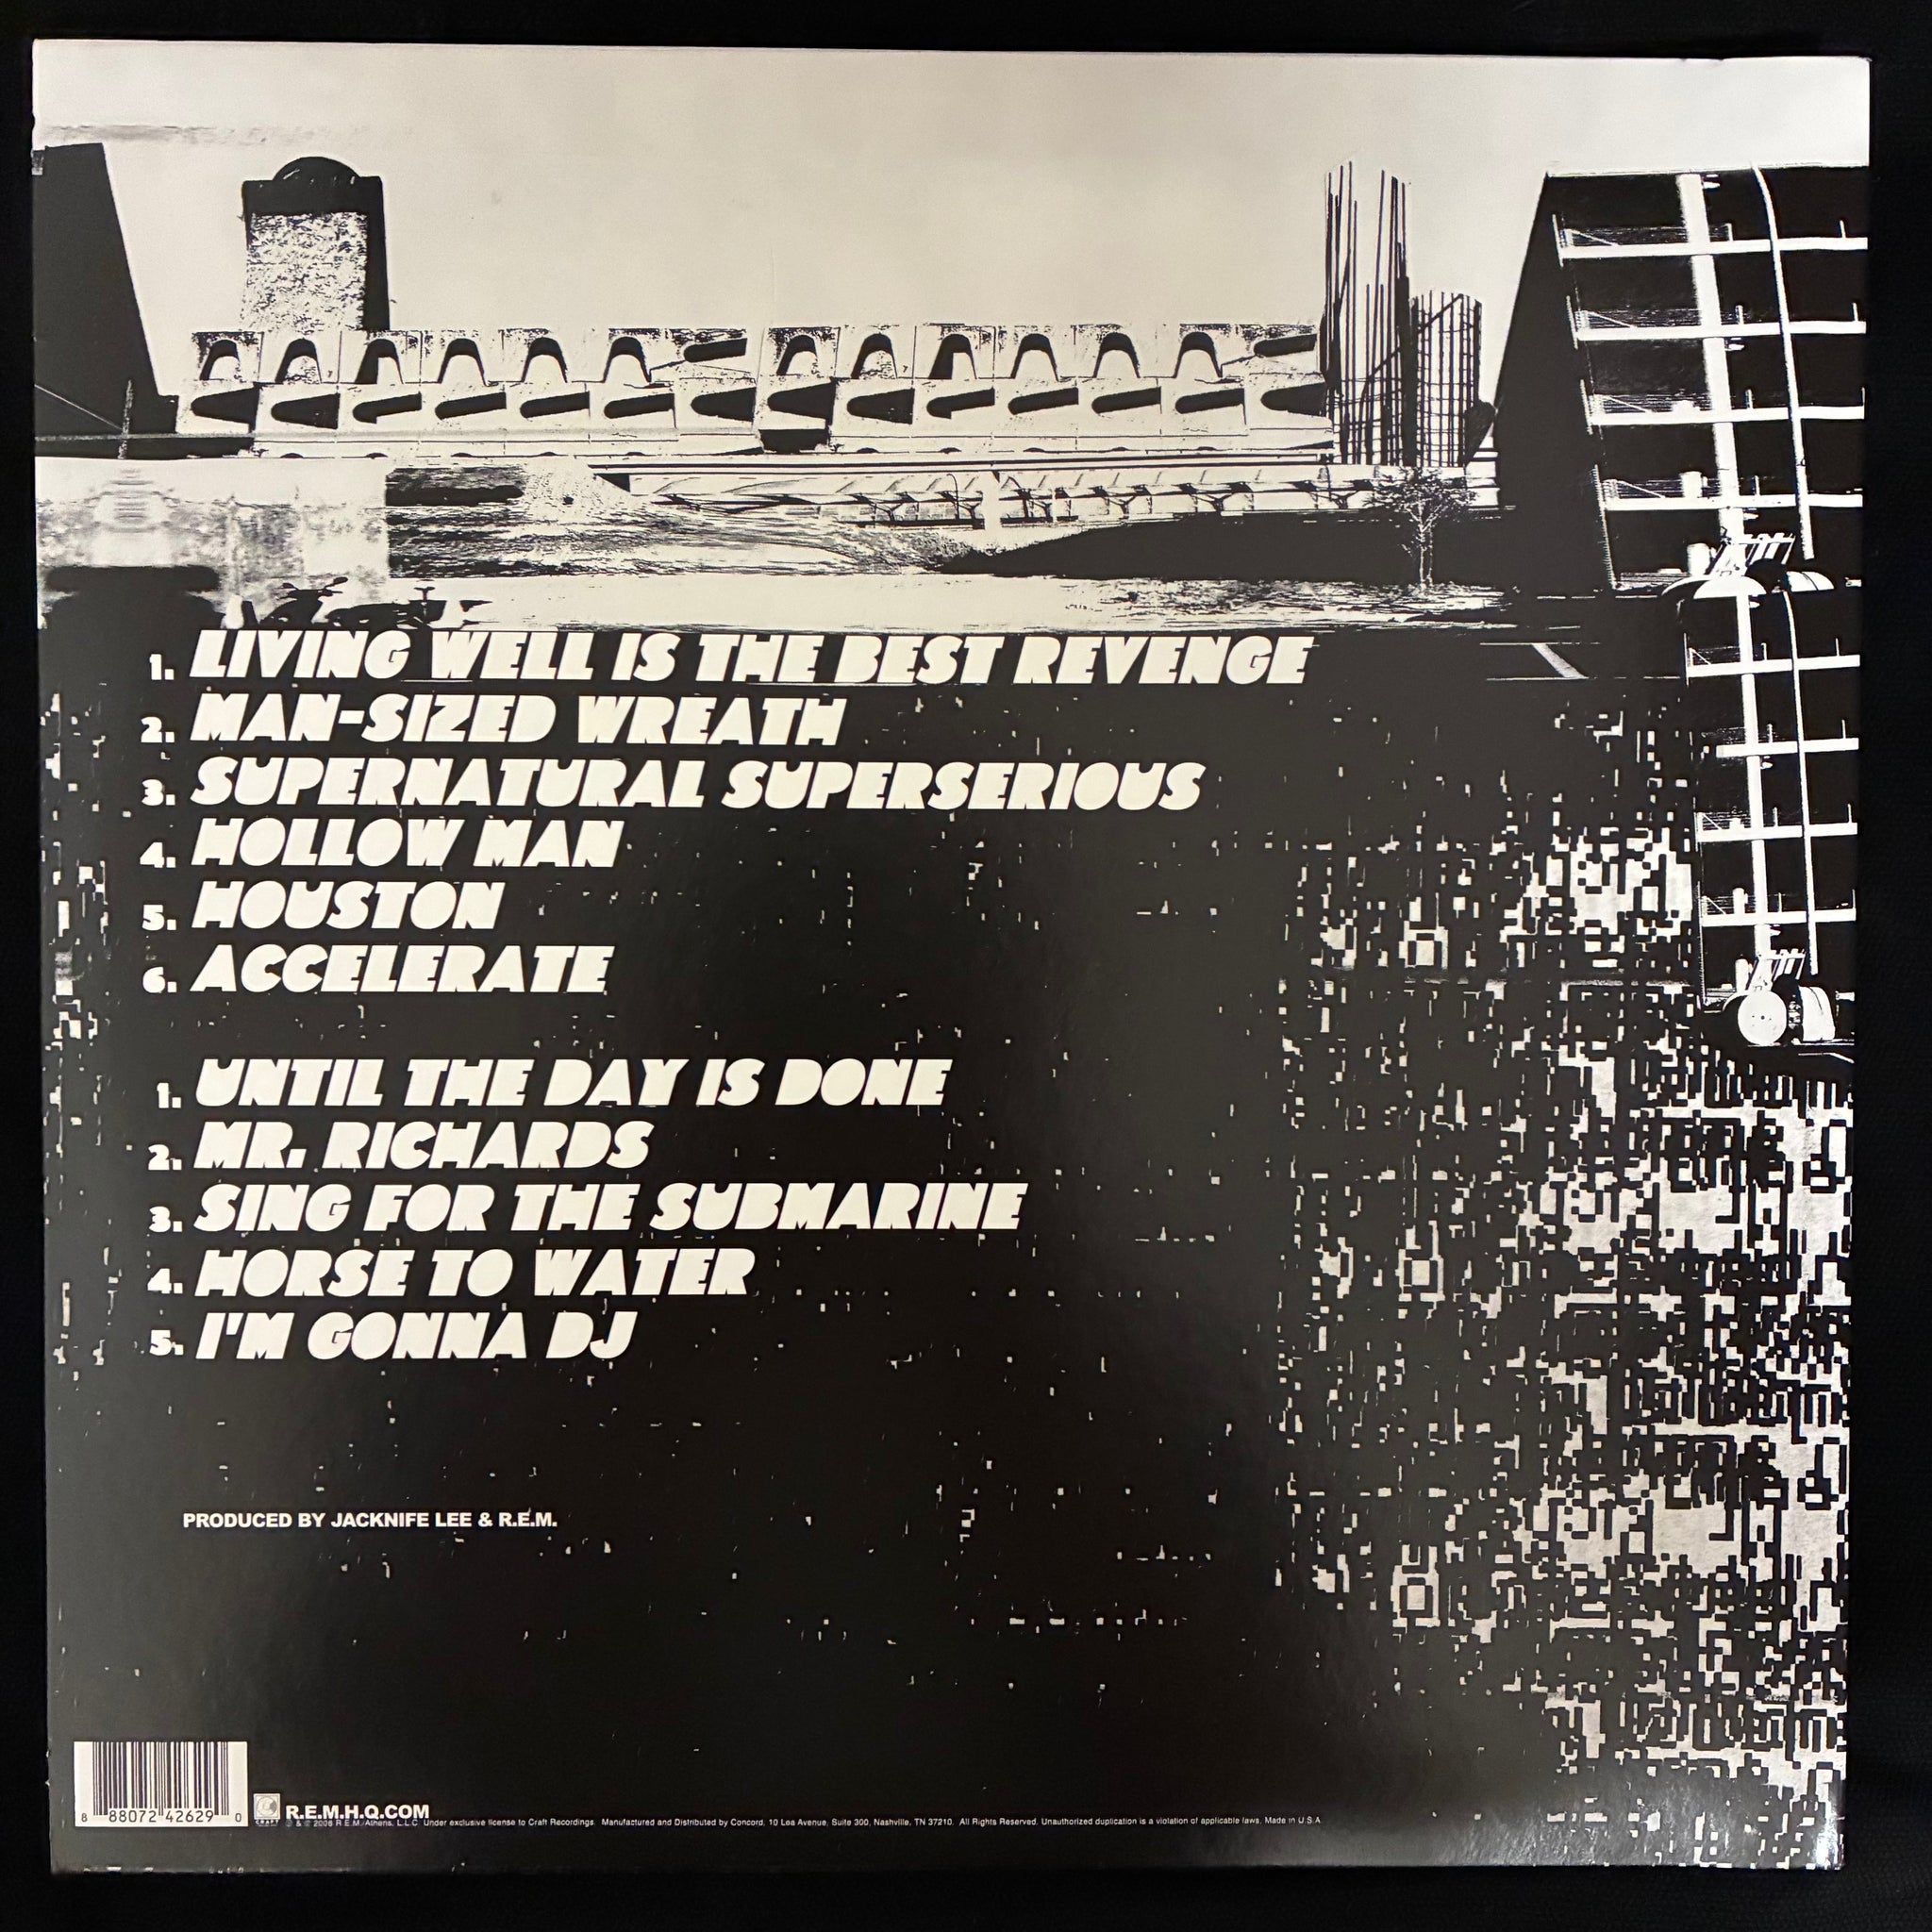 1. LIVING WELL IS THE BEST REVENGE
2. MAN-SIZED WREATH
3. SUPERNATURAL SUPERSERIOUS
4. HOLLOW MAN
5. HOUSTON
6. ACCELERATE
1. UNTIL THE DAY IS DONE
2. MR. RICHARDS
3. SING FOR THE SUBMARINE
4. HORSE TO WATER
5. I'M GONNA DJ
PRODUCED BY JACKNIFE LEE & R.E.M.
8 88072 42629 0
CRAFT
R.E.M.H.Q.COM
℗ & © 2008 R.E.M./Athens, L.L.C. Under exclusive license to Craft Recordings. Manufactured and Distributed by Concord, 10 Lea Avenue, Suite 300, Nashville, TN 37210. All Rights Reserved. Unauthorized duplication is a violation of applicable laws. Made in U.S.A.